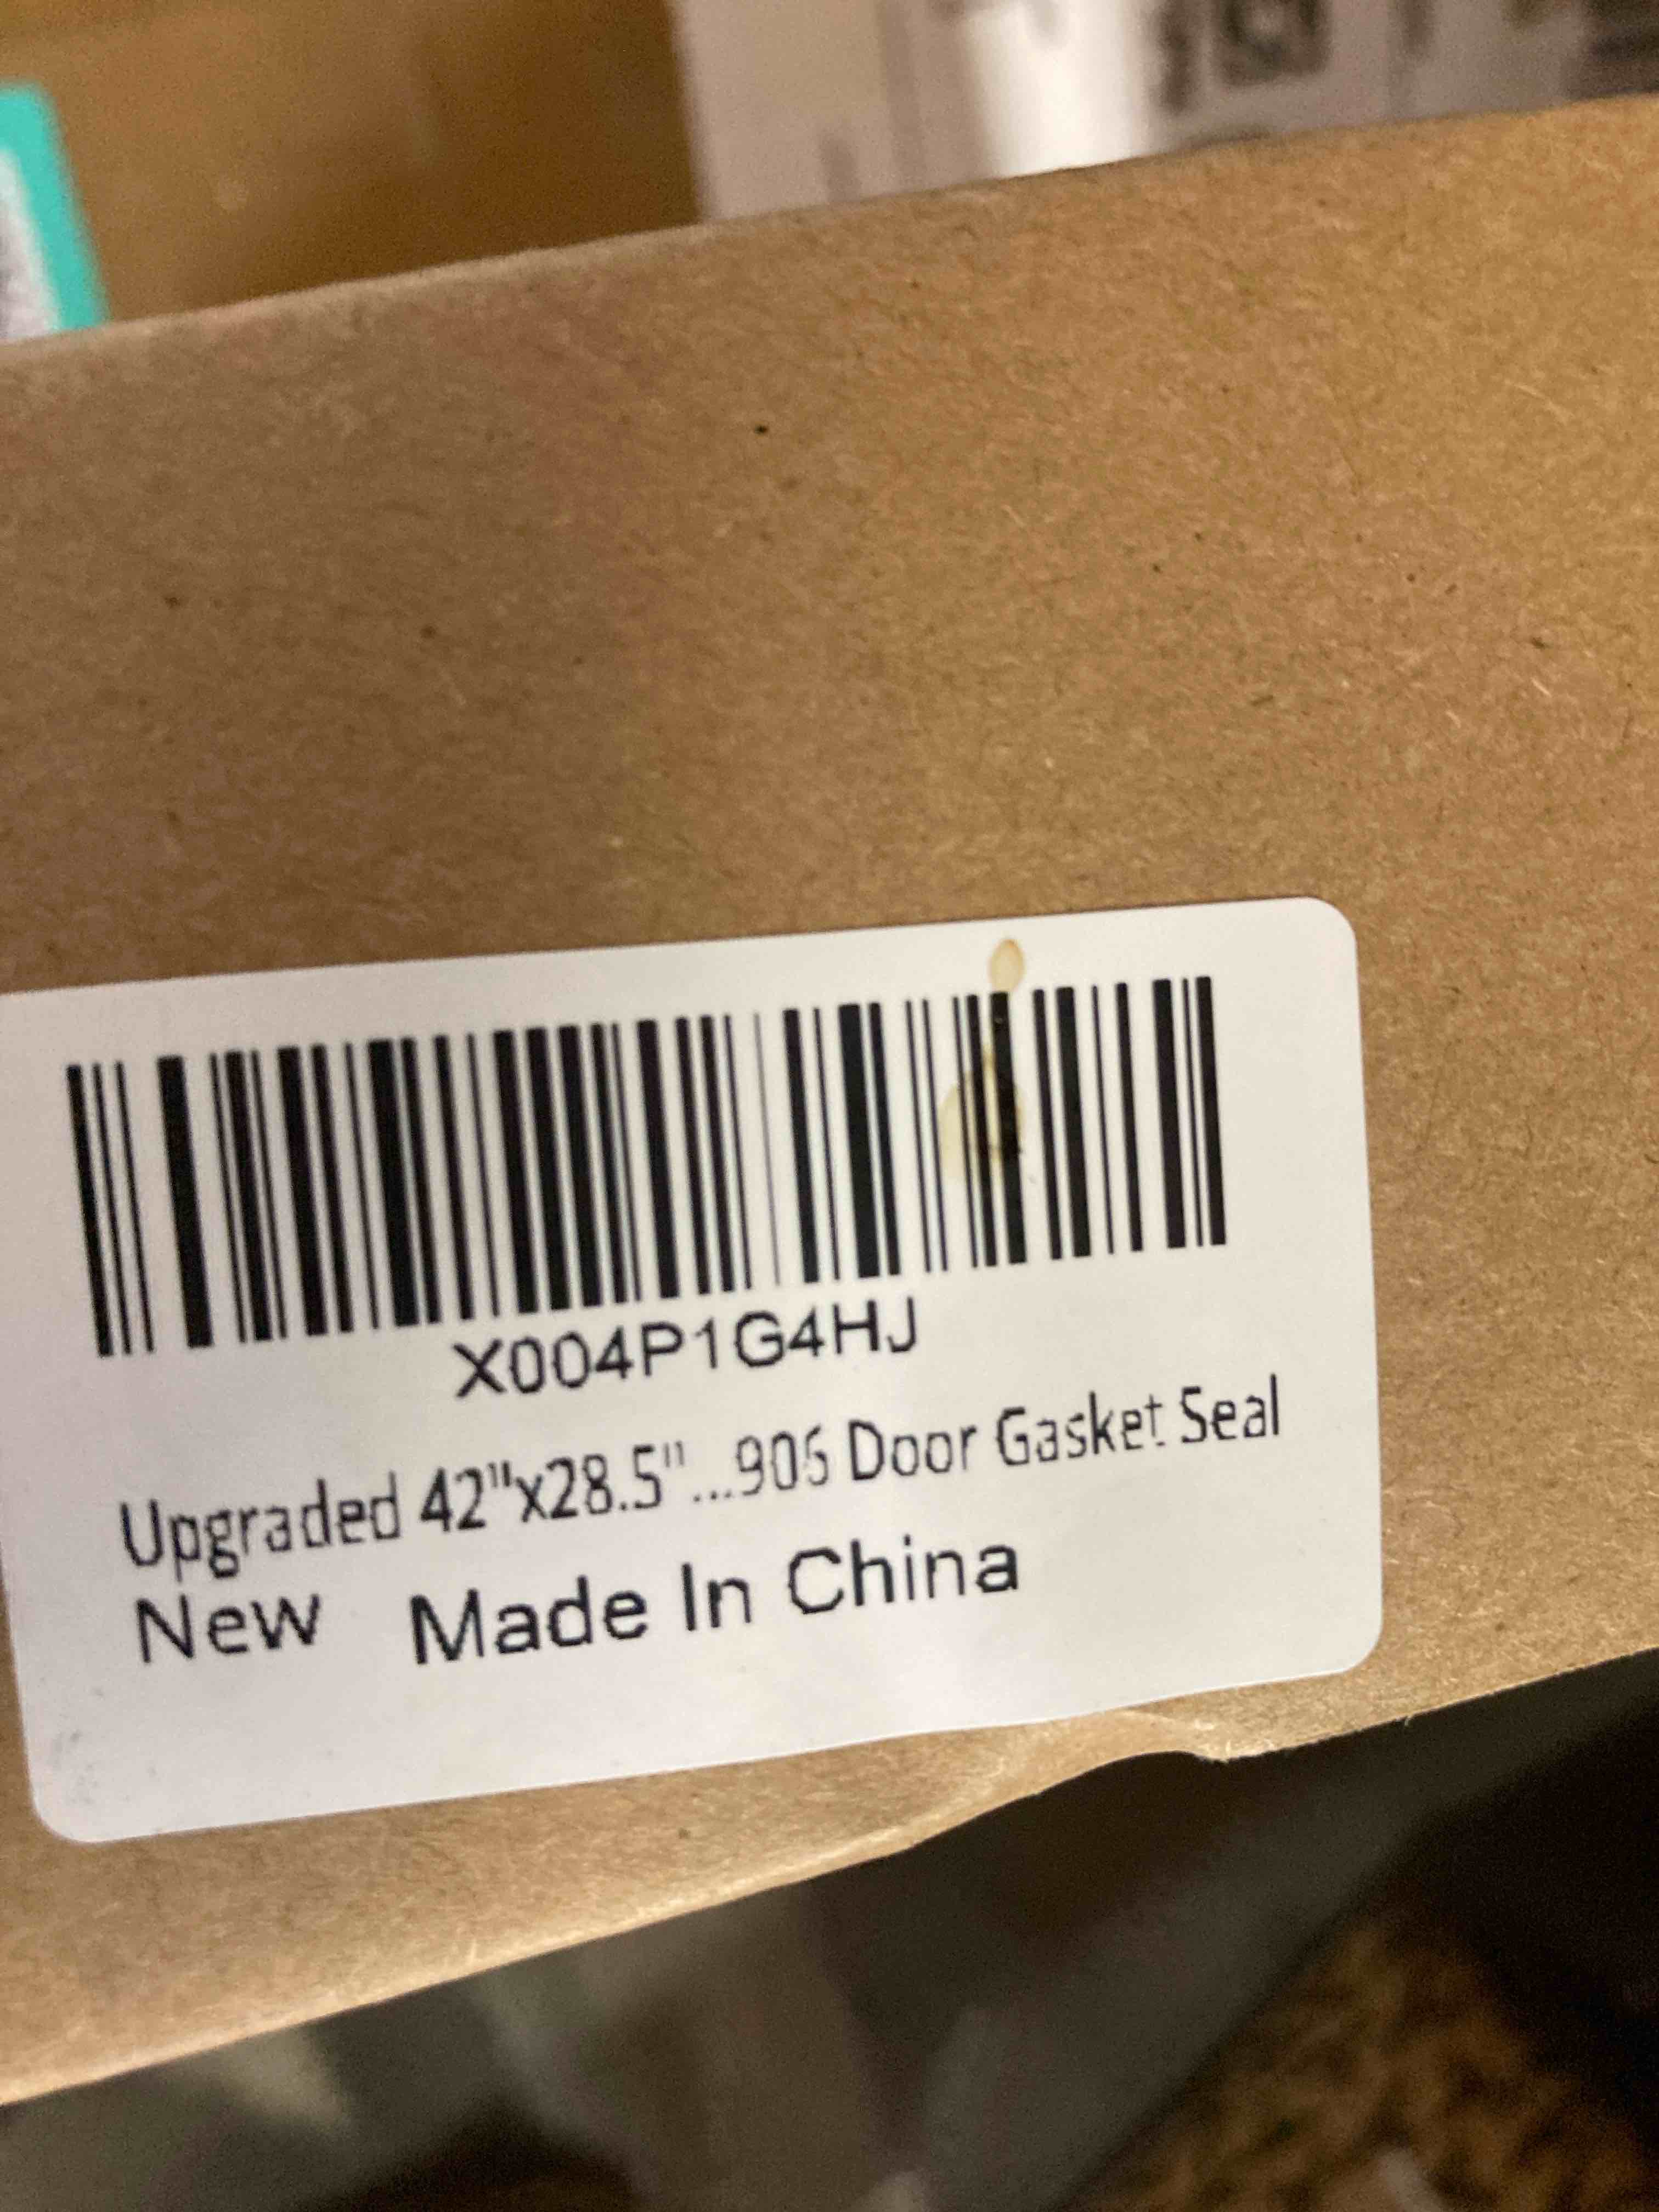 X004P1G4HJ
Upgraded 42"x28.5"...906 Door Gasket Seal
New Made In China